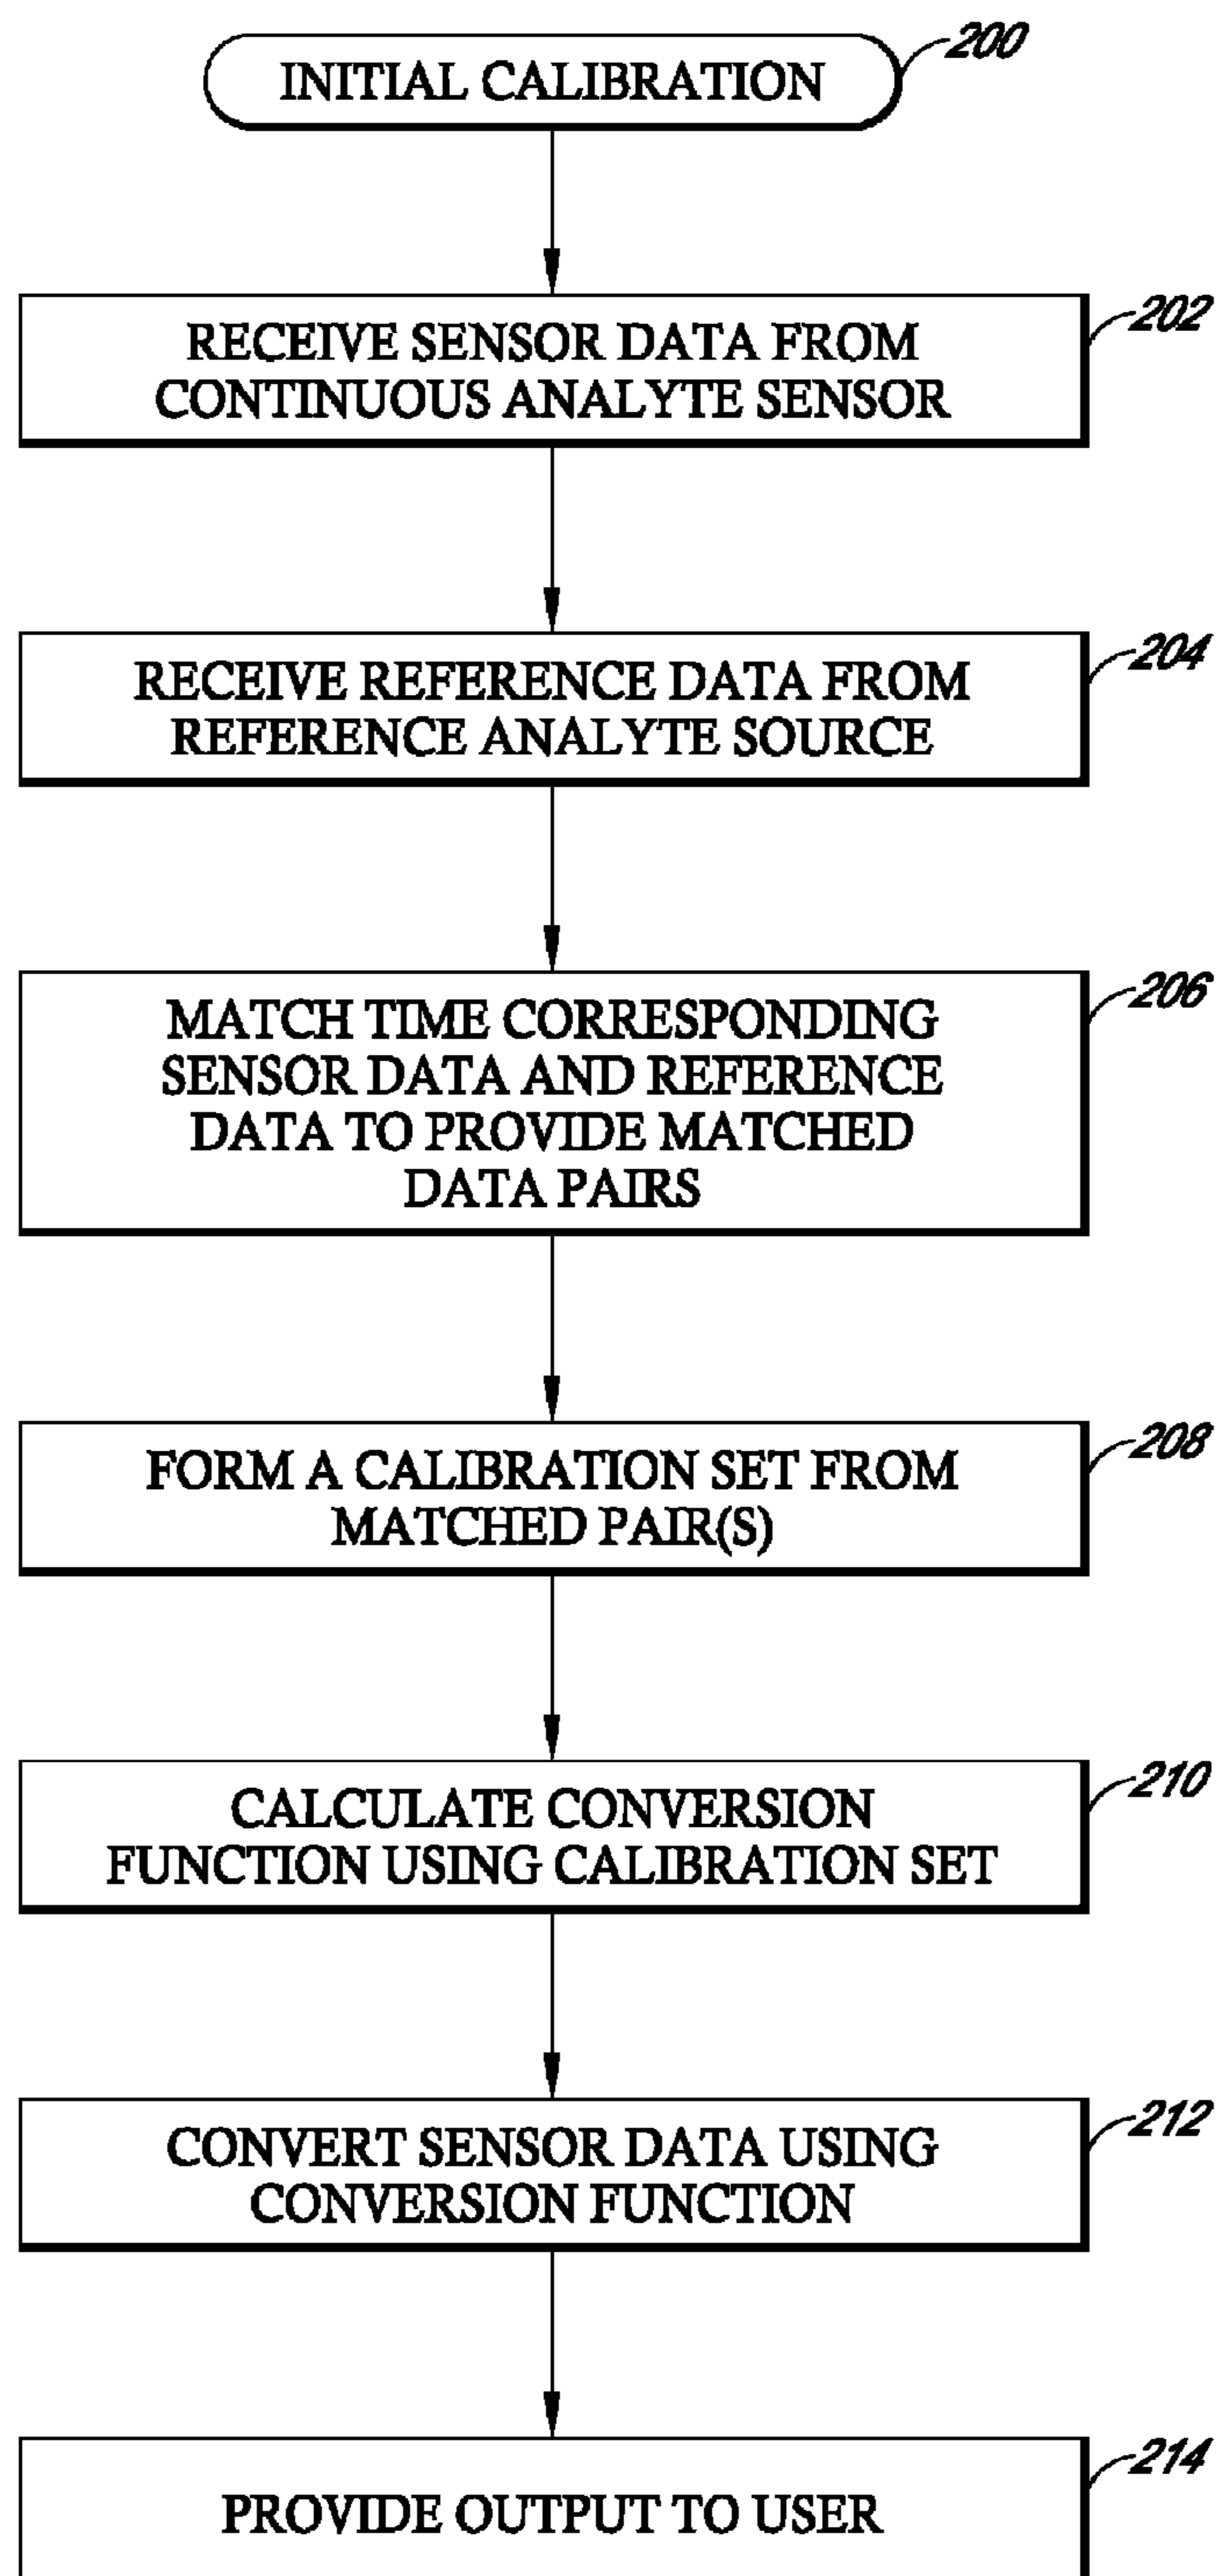 INITIAL CALIBRATION
200
RECEIVE SENSOR DATA FROM
CONTINUOUS ANALYTE SENSOR
202
RECEIVE REFERENCE DATA FROM
REFERENCE ANALYTE SOURCE
204
MATCH TIME CORRESPONDING
SENSOR DATA AND REFERENCE
DATA TO PROVIDE MATCHED
DATA PAIRS
206
FORM A CALIBRATION SET FROM
MATCHED PAIR(S)
208
CALCULATE CONVERSION
FUNCTION USING CALIBRATION SET
210
CONVERT SENSOR DATA USING
CONVERSION FUNCTION
212
PROVIDE OUTPUT TO USER
214